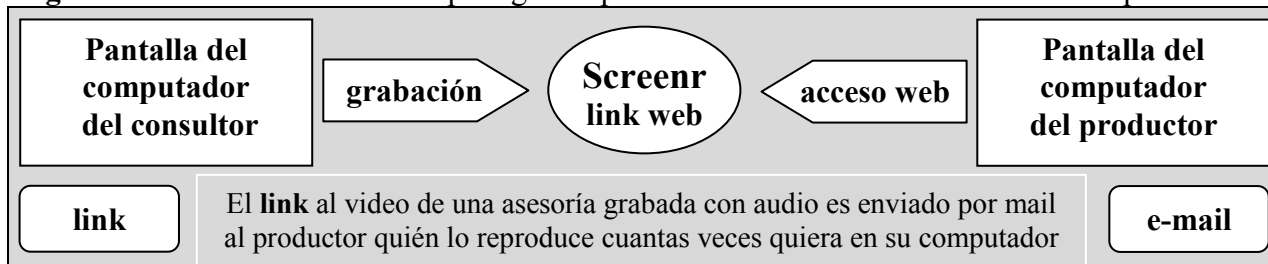 Pantalla del
computador
del consultor
grabación
Screenr
link web
acceso web
Pantalla del
computador
del productor
link
El link al video de una asesoría grabada con audio es enviado por mail
al productor quién lo reproduce cuantas veces quiera en su computador
e-mail